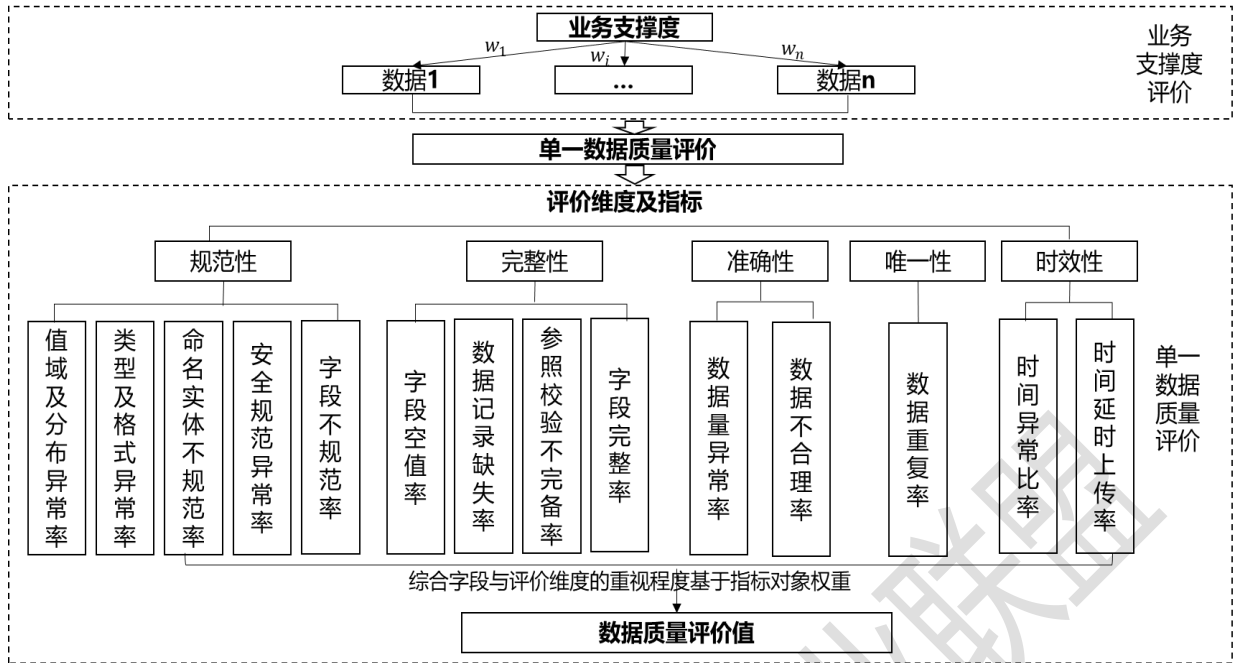 业务支撑度
w₁
wᵢ
wₙ
数据1
...
数据n
业务
支撑度
评价
单一数据质量评价
评价维度及指标
规范性
完整性
准确性
唯一性
时效性
值域及分布异常率
类型及格式异常率
命名实体不规范率
安全规范异常率
字段不规范率
字段空值率
数据记录缺失率
参照校验不完备率
字段完整率
数据量异常率
数据不合理率
数据重复率
时间异常比率
时间延时上传率
单一
数据
质量
评价
综合字段与评价维度的重视程度基于指标对象权重
数据质量评价值
业联盟